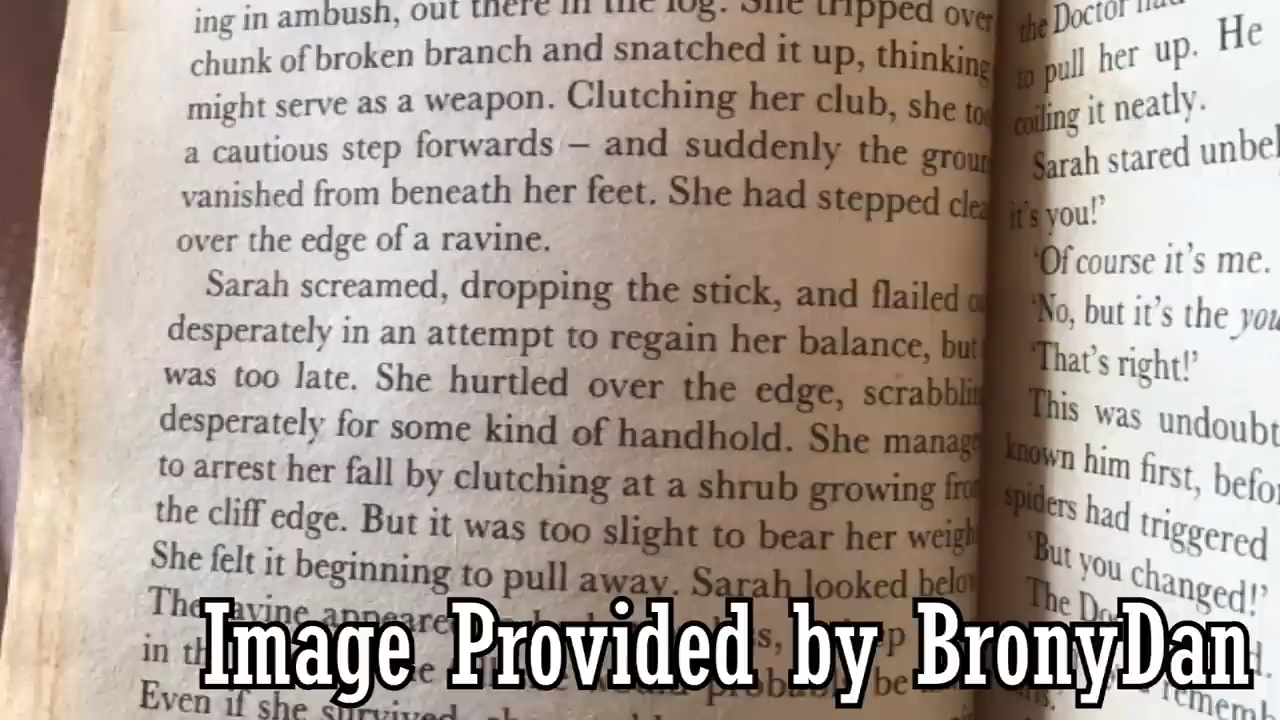 ing in ambush, out there in the fog. She tripped over
chunk of broken branch and snatched it up, thinking
might serve as a weapon. Clutching her club, she
a cautious step forwards – and suddenly the
vanished from beneath her feet. She had stepped
over the edge of a ravine.
Sarah screamed, dropping the stick, and flailed
desperately in an attempt to regain her balance, but
was too late. She hurtled over the edge,
desperately for some kind of handhold. She
to arrest her fall by clutching at a shrub growing
the cliff edge. But it was too slight to bear her
She felt it beginning to pull away. Sarah looked
The ravine
in
Even if she survived,
the Doctor
to pull her up. He
coiling it neatly.
Sarah stared
it's you!'
'Of course it's me.
'No, but it's the
'That's right!'
This was
known him first,
spiders had triggered
'But you changed!'
The
Image Provided by BronyDan